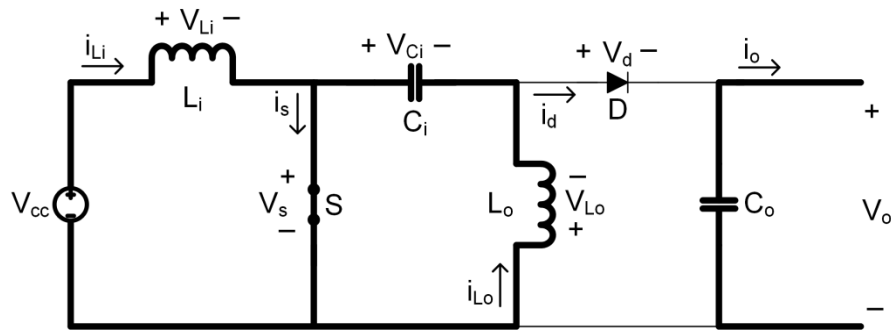 + V_Li − + V_Ci − + V_d −
i_Li i_o
L_i i_s C_i i_d D
+ − +
V_cc V_s S L_o V_Lo C_o V_o
− +
i_Lo −